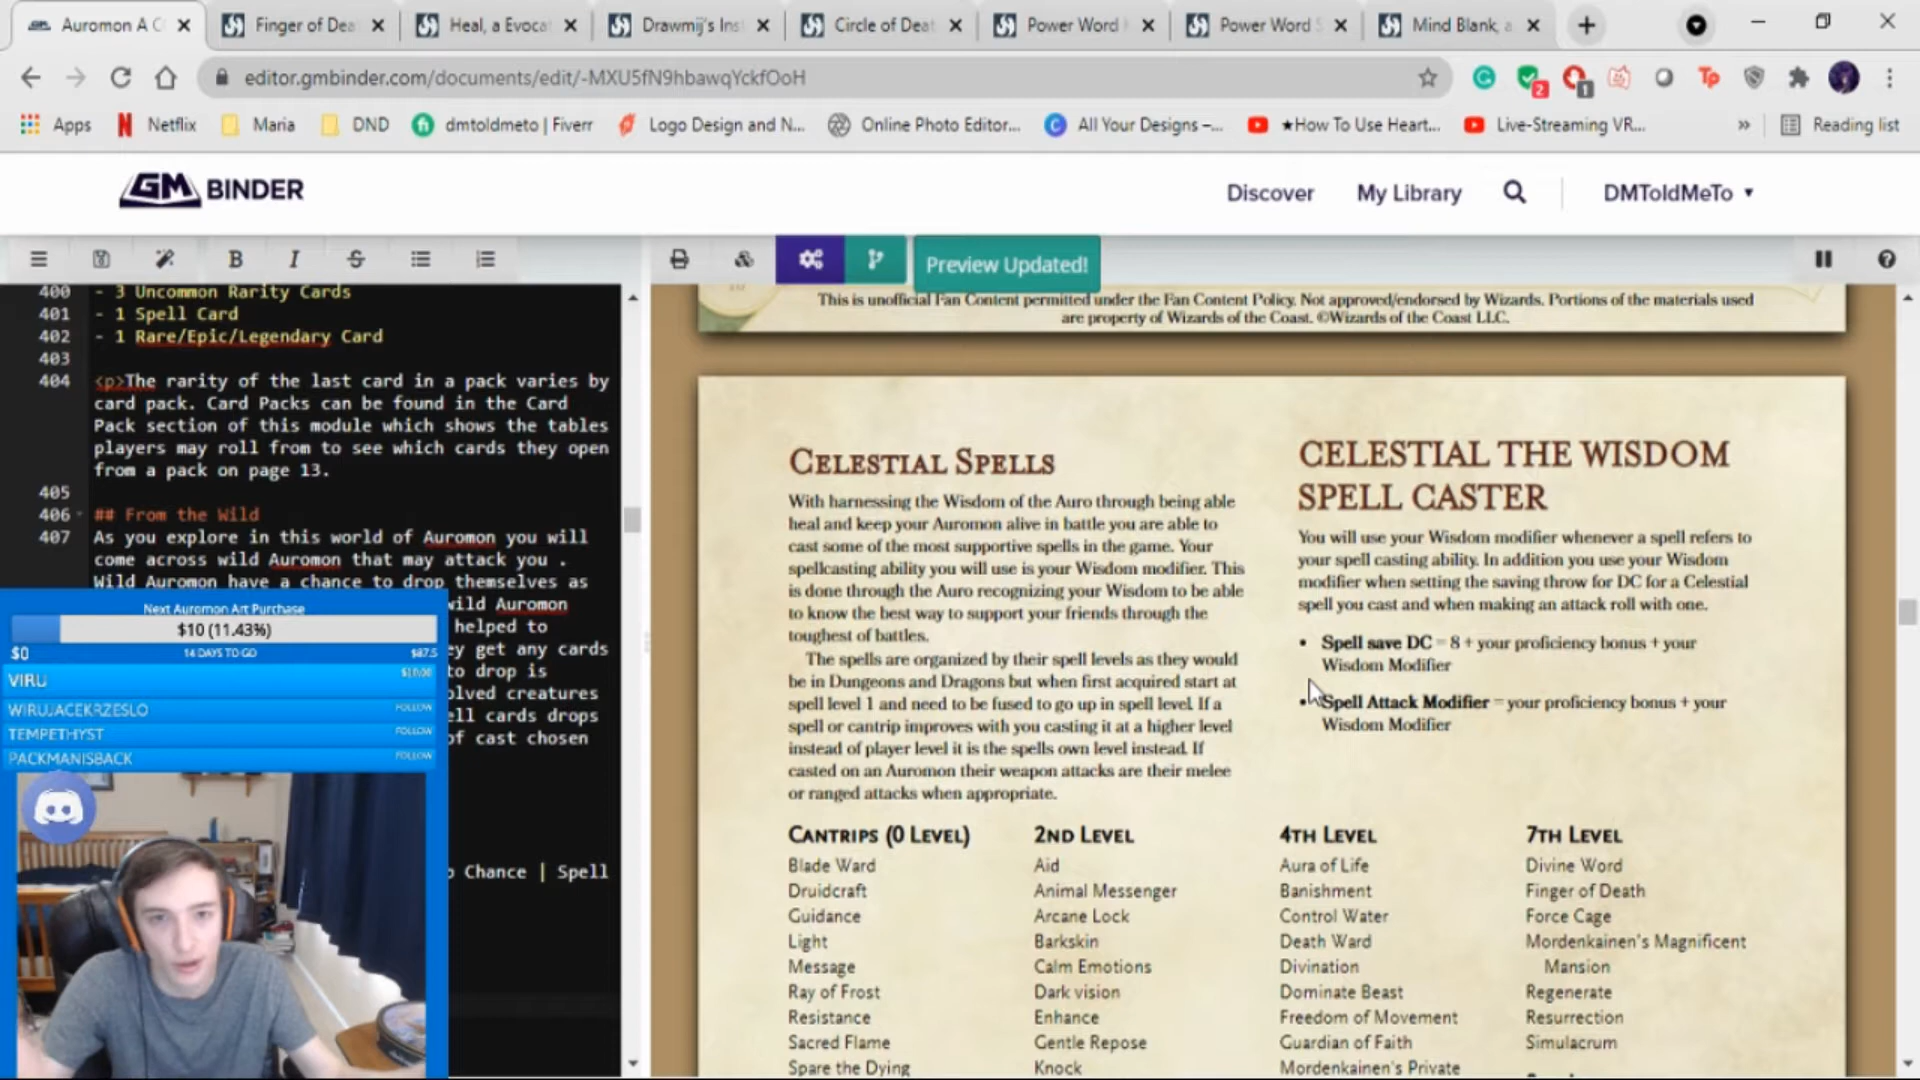 Auromon A C
Finger of Dea
Heal, a Evocat
Drawmij's Inst
Circle of Deat
Power Word
Power Word S
Mind Blank, a
editor.gmbinder.com/documents/edit/-MXU5fN9hbawqYckfOoH
2
1
Tp
Apps
Netflix
Maria
DND
dmtoldmeto | Fiverr
Logo Design and N...
Online Photo Editor...
All Your Designs –...
★How To Use Heart...
Live-Streaming VR...
»
Reading list
GM BINDER
Discover
My Library
DMToldMeTo
B
I
S
Preview Updated!
400 - 3 Uncommon Rarity Cards
401 - 1 Spell Card
402 - 1 Rare/Epic/Legendary Card
403
404 <p>The rarity of the last card in a pack varies by
card pack. Card Packs can be found in the Card
Pack section of this module which shows the tables
players may roll from to see which cards they open
from a pack on page 13.
405
406 ## From the Wild
407 As you explore in this world of Auromon you will
come across wild Auromon that may attack you .
Wild Auromon have a chance to drop themselves as
wild Auromon
helped to
ey get any cards
to drop is
olved creatures
ell cards drops
of cast chosen
p Chance | Spell
Next Auromon Art Purchase
$10 (11.43%)
$0
14 DAYS TO GO
$87.5
VIRU
$10.00
WIRUJACEKRZESLO
FOLLOW
TEMPETHYST
FOLLOW
PACKMANISBACK
FOLLOW
This is unofficial Fan Content permitted under the Fan Content Policy. Not approved/endorsed by Wizards. Portions of the materials used
are property of Wizards of the Coast. ©Wizards of the Coast LLC.
Celestial Spells
With harnessing the Wisdom of the Auro through being able
heal and keep your Auromon alive in battle you are able to
cast some of the most supportive spells in the game. Your
spellcasting ability you will use is your Wisdom modifier. This
is done through the Auro recognizing your Wisdom to be able
to know the best way to support your friends through the
toughest of battles.
The spells are organized by their spell levels as they would
be in Dungeons and Dragons but when first acquired start at
spell level 1 and need to be fused to go up in spell level. If a
spell or cantrip improves with you casting it at a higher level
instead of player level it is the spells own level instead. If
casted on an Auromon their weapon attacks are their melee
or ranged attacks when appropriate.
CELESTIAL THE WISDOM
SPELL CASTER
You will use your Wisdom modifier whenever a spell refers to
your spell casting ability. In addition you use your Wisdom
modifier when setting the saving throw for DC for a Celestial
spell you cast and when making an attack roll with one.
• Spell save DC = 8 + your proficiency bonus + your
Wisdom Modifier
• Spell Attack Modifier = your proficiency bonus + your
Wisdom Modifier
Cantrips (0 Level)
Blade Ward
Druidcraft
Guidance
Light
Message
Ray of Frost
Resistance
Sacred Flame
Spare the Dying
2nd Level
Aid
Animal Messenger
Arcane Lock
Barkskin
Calm Emotions
Dark vision
Enhance
Gentle Repose
Knock
4th Level
Aura of Life
Banishment
Control Water
Death Ward
Divination
Dominate Beast
Freedom of Movement
Guardian of Faith
Mordenkainen's Private
7th Level
Divine Word
Finger of Death
Force Cage
Mordenkainen's Magnificent
Mansion
Regenerate
Resurrection
Simulacrum